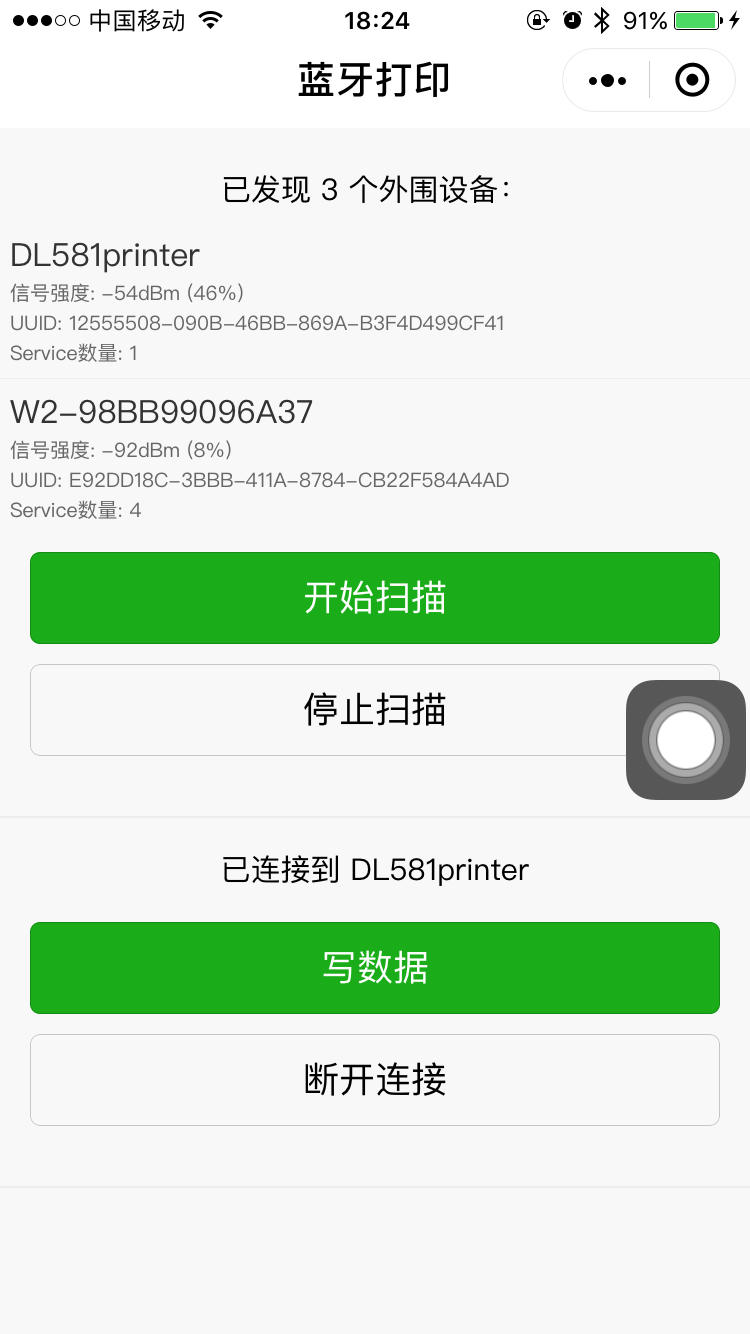 中国移动 18:24 91%
蓝牙打印
已发现 3 个外围设备：
DL581printer
信号强度: -54dBm (46%)
UUID: 12555508-090B-46BB-869A-B3F4D499CF41
Service数量: 1
W2-98BB99096A37
信号强度: -92dBm (8%)
UUID: E92DD18C-3BBB-411A-8784-CB22F584A4AD
Service数量: 4
开始扫描
停止扫描
已连接到 DL581printer
写数据
断开连接